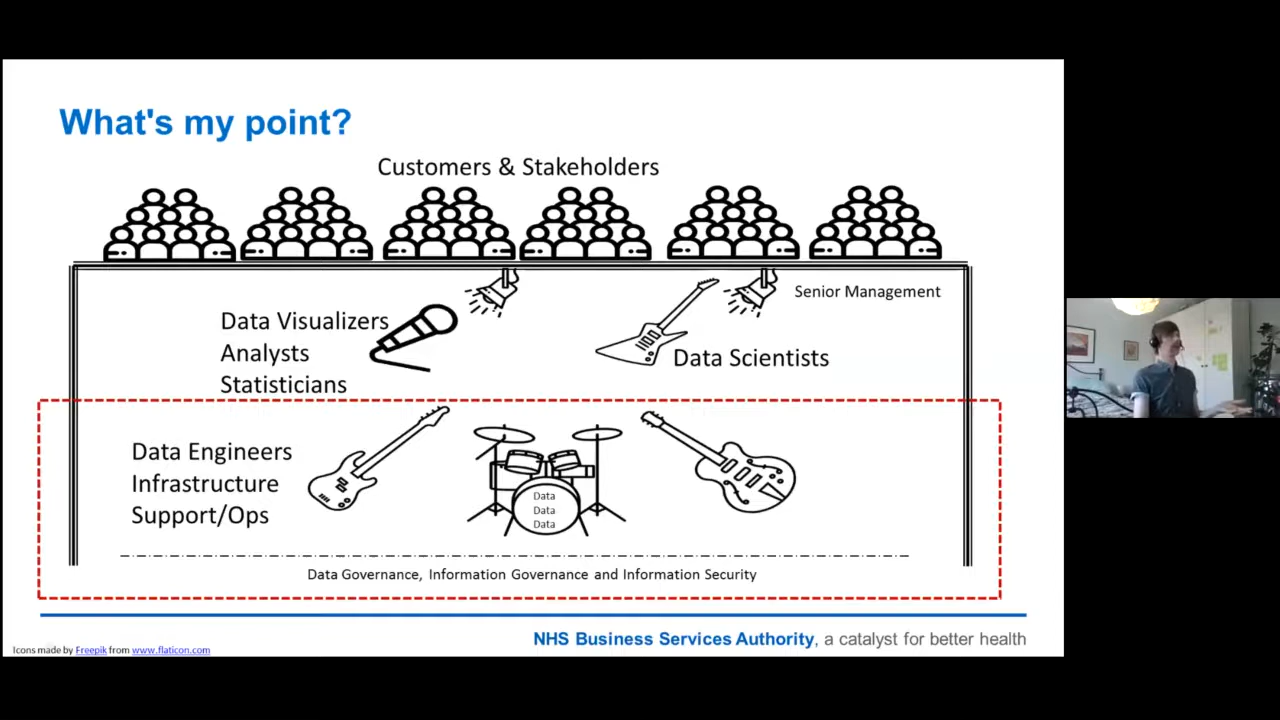 What's my point?
Customers & Stakeholders
Senior Management
Data Visualizers
Analysts
Statisticians
Data Scientists
Data Engineers
Infrastructure
Support/Ops
Data
Data
Data
Data Governance, Information Governance and Information Security
NHS Business Services Authority, a catalyst for better health
Icons made by Freepik from www.flaticon.com